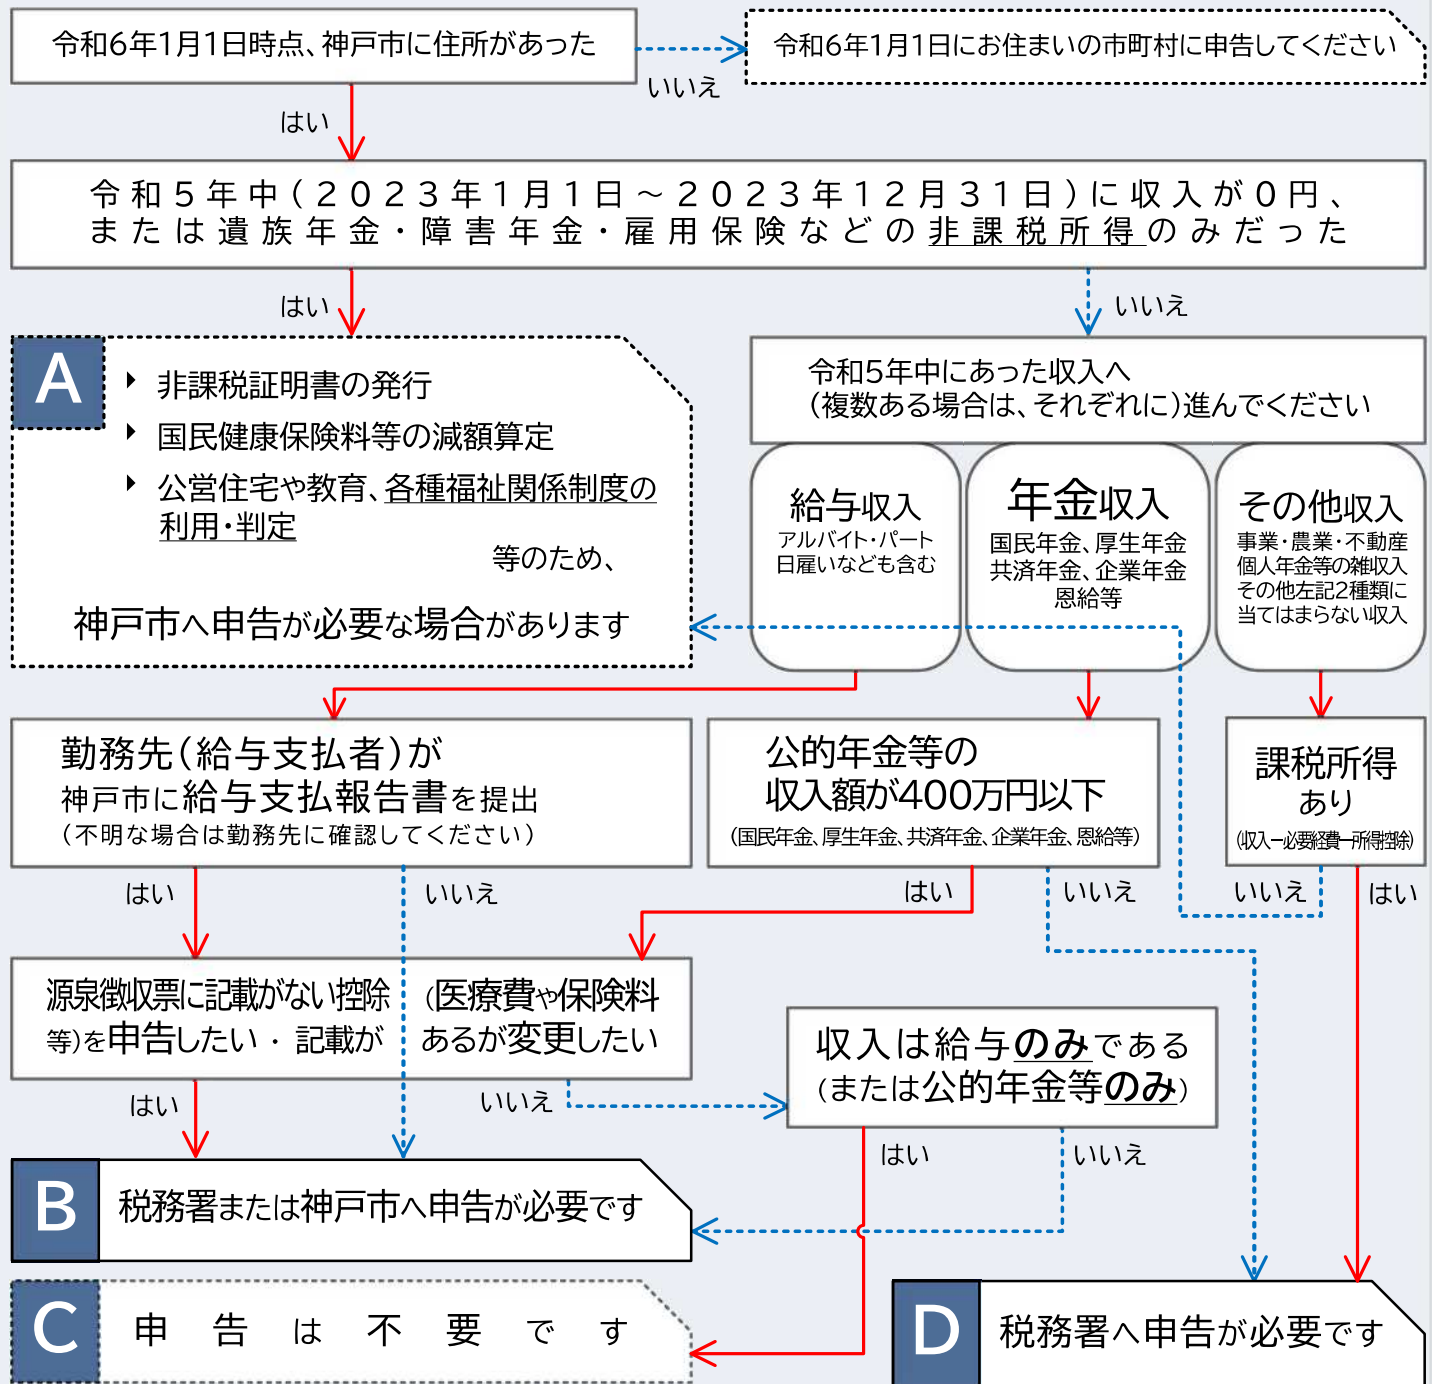 令和6年1月1日時点、神戸市に住所があった
令和6年1月1日にお住まいの市町村に申告してください
いいえ
はい
令和5年中(2023年1月1日～2023年12月31日)に収入が0円、
または遺族年金・障害年金・雇用保険などの非課税所得のみだった
はい
いいえ
A
非課税証明書の発行
国民健康保険料等の減額算定
公営住宅や教育、各種福祉関係制度の
利用・判定
等のため、
神戸市へ申告が必要な場合があります
令和5年中にあった収入へ
(複数ある場合は、それぞれに)進んでください
給与収入
アルバイト・パート
日雇いなども含む
年金収入
国民年金、厚生年金
共済年金、企業年金
恩給等
その他収入
事業・農業・不動産
個人年金等の雑収入
その他左記2種類に
当てはまらない収入
勤務先(給与支払者)が
神戸市に給与支払報告書を提出
(不明な場合は勤務先に確認してください)
公的年金等の
収入額が400万円以下
(国民年金、厚生年金、共済年金、企業年金、恩給等)
課税所得
あり
(収入ー必要経費ー所得控除)
はい
いいえ
はい
いいえ
いいえ
はい
源泉徴収票に記載がない控除 (医療費や保険料
等)を申告したい・記載が あるが変更したい
収入は給与のみである
(または公的年金等のみ)
はい
いいえ
はい
いいえ
B
税務署または神戸市へ申告が必要です
C
申告は不要です
D
税務署へ申告が必要です